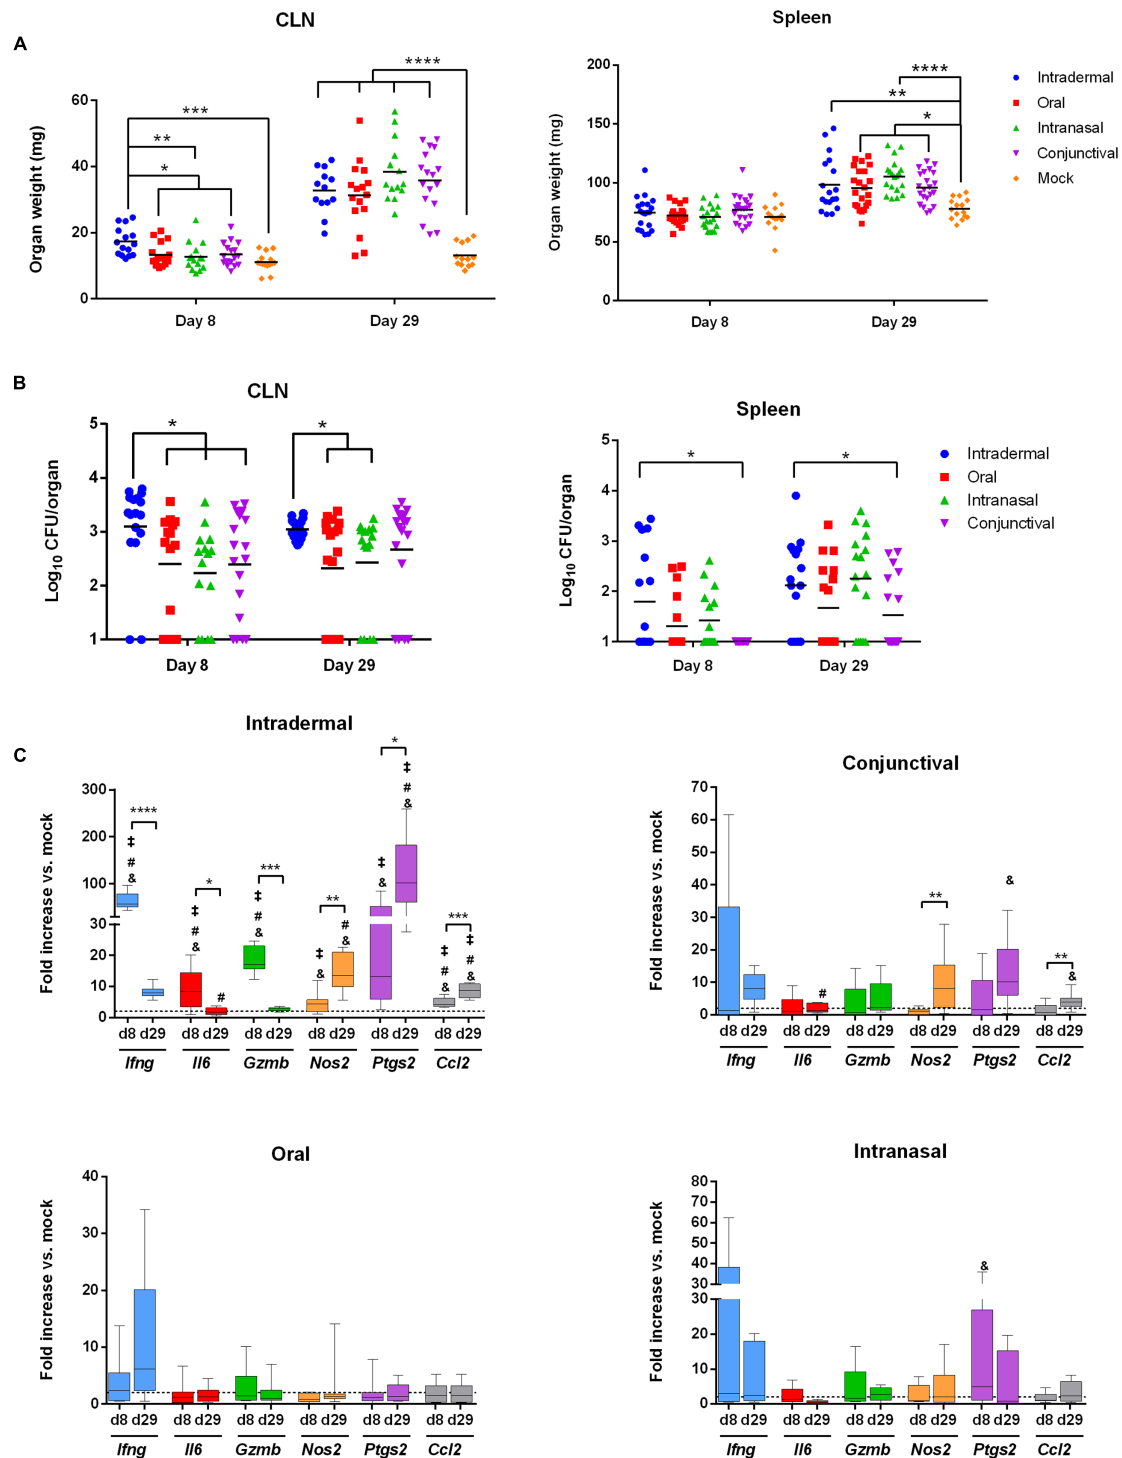 CLN
Spleen
A
Organ weight (mg)
60
40
20
0
***
**
*
****
Day 8
Day 29
Organ weight (mg)
200
150
100
50
0
****
**
*
Day 8
Day 29
Intradermal
Oral
Intranasal
Conjunctival
Mock
B
CLN
Log10 CFU/organ
5
4
3
2
1
*
*
Day 8
Day 29
Spleen
Log10 CFU/organ
5
4
3
2
1
*
*
Day 8
Day 29
Intradermal
Oral
Intranasal
Conjunctival
C
Intradermal
Fold increase vs. mock
300
200
100
30
20
10
0
****
‡
#
&
*
‡
#
&
#
***
‡
#
&
**
‡
&
#
&
*
‡
&
‡
#
&
***
‡
#
&
‡
#
&
d8 d29 d8 d29 d8 d29 d8 d29 d8 d29 d8 d29
Ifng Il6 Gzmb Nos2 Ptgs2 Ccl2
Conjunctival
Fold increase vs. mock
70
60
50
40
30
20
10
0
#
**
&
**
&
d8 d29 d8 d29 d8 d29 d8 d29 d8 d29 d8 d29
Ifng Il6 Gzmb Nos2 Ptgs2 Ccl2
Oral
Fold increase vs. mock
40
30
20
10
0
d8 d29 d8 d29 d8 d29 d8 d29 d8 d29 d8 d29
Ifng Il6 Gzmb Nos2 Ptgs2 Ccl2
Intranasal
Fold increase vs. mock
80
70
60
50
40
30
30
20
10
0
&
d8 d29 d8 d29 d8 d29 d8 d29 d8 d29 d8 d29
Ifng Il6 Gzmb Nos2 Ptgs2 Ccl2